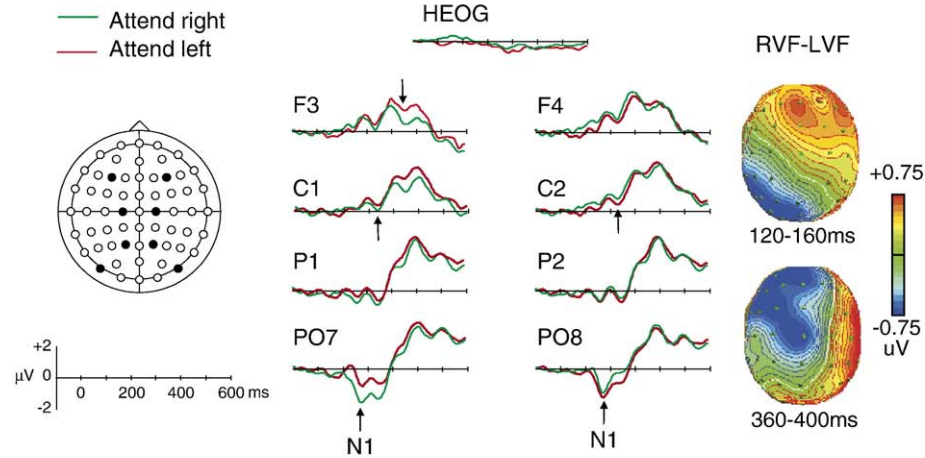 Attend right
Attend left
HEOG
RVF-LVF
F3
F4
C1
C2
P1
P2
PO7
PO8
N1
N1
+2
μV 0
-2
0 200 400 600 ms
120-160ms
+0.75
-0.75
uV
360-400ms